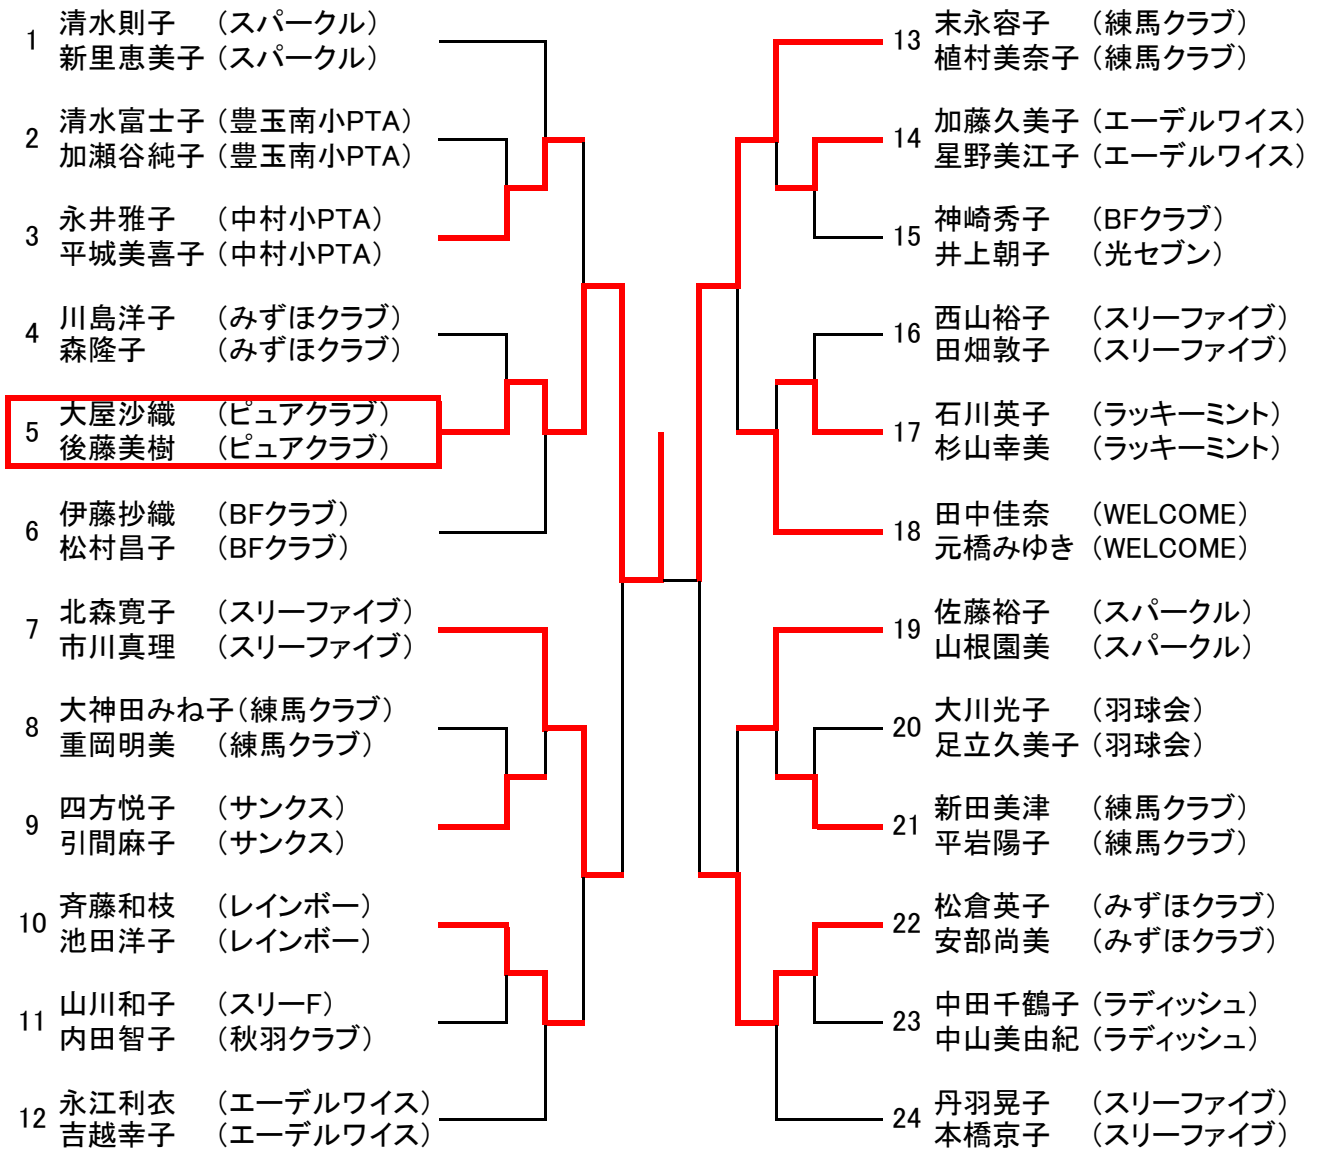 1
清水則子 (スパークル)
新里恵美子 (スパークル)
2
清水富士子 (豊玉南小PTA)
加瀬谷純子 (豊玉南小PTA)
3
永井雅子 (中村小PTA)
平城美喜子 (中村小PTA)
4
川島洋子 (みずほクラブ)
森隆子 (みずほクラブ)
5
大屋沙織 (ピュアクラブ)
後藤美樹 (ピュアクラブ)
6
伊藤抄織 (BFクラブ)
松村昌子 (BFクラブ)
7
北森寛子 (スリーファイブ)
市川真理 (スリーファイブ)
8
大神田みね子(練馬クラブ)
重岡明美 (練馬クラブ)
9
四方悦子 (サンクス)
引間麻子 (サンクス)
10
斉藤和枝 (レインボー)
池田洋子 (レインボー)
11
山川和子 (スリーF)
内田智子 (秋羽クラブ)
12
永江利衣 (エーデルワイス)
吉越幸子 (エーデルワイス)
13
末永容子 (練馬クラブ)
植村美奈子 (練馬クラブ)
14
加藤久美子 (エーデルワイス)
星野美江子 (エーデルワイス)
15
神崎秀子 (BFクラブ)
井上朝子 (光セブン)
16
西山裕子 (スリーファイブ)
田畑敦子 (スリーファイブ)
17
石川英子 (ラッキーミント)
杉山幸美 (ラッキーミント)
18
田中佳奈 (WELCOME)
元橋みゆき (WELCOME)
19
佐藤裕子 (スパークル)
山根園美 (スパークル)
20
大川光子 (羽球会)
足立久美子 (羽球会)
21
新田美津 (練馬クラブ)
平岩陽子 (練馬クラブ)
22
松倉英子 (みずほクラブ)
安部尚美 (みずほクラブ)
23
中田千鶴子 (ラディッシュ)
中山美由紀 (ラディッシュ)
24
丹羽晃子 (スリーファイブ)
本橋京子 (スリーファイブ)